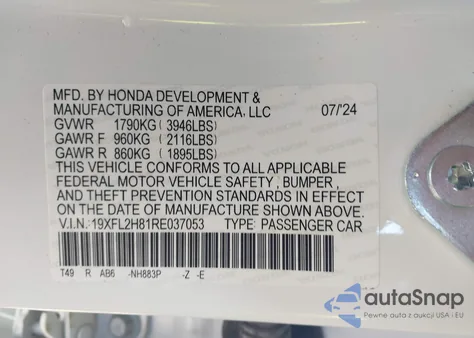 MFD. BY HONDA DEVELOPMENT &
MANUFACTURING OF AMERICA, LLC 07/'24
GVWR 1790KG ( 3946LBS)
GAWR F 960KG ( 2116LBS)
GAWR R 860KG ( 1895LBS)
THIS VEHICLE CONFORMS TO ALL APPLICABLE
FEDERAL MOTOR VEHICLE SAFETY , BUMPER ,
AND THEFT PREVENTION STANDARDS IN EFFECT
ON THE DATE OF MANUFACTURE SHOWN ABOVE.
V.I.N.:19XFL2H81RE037053 TYPE: PASSENGER CAR
T49 R AB6 -NH883P -Z -E
autoSnap
Pewne auta z aukcji USA i EU